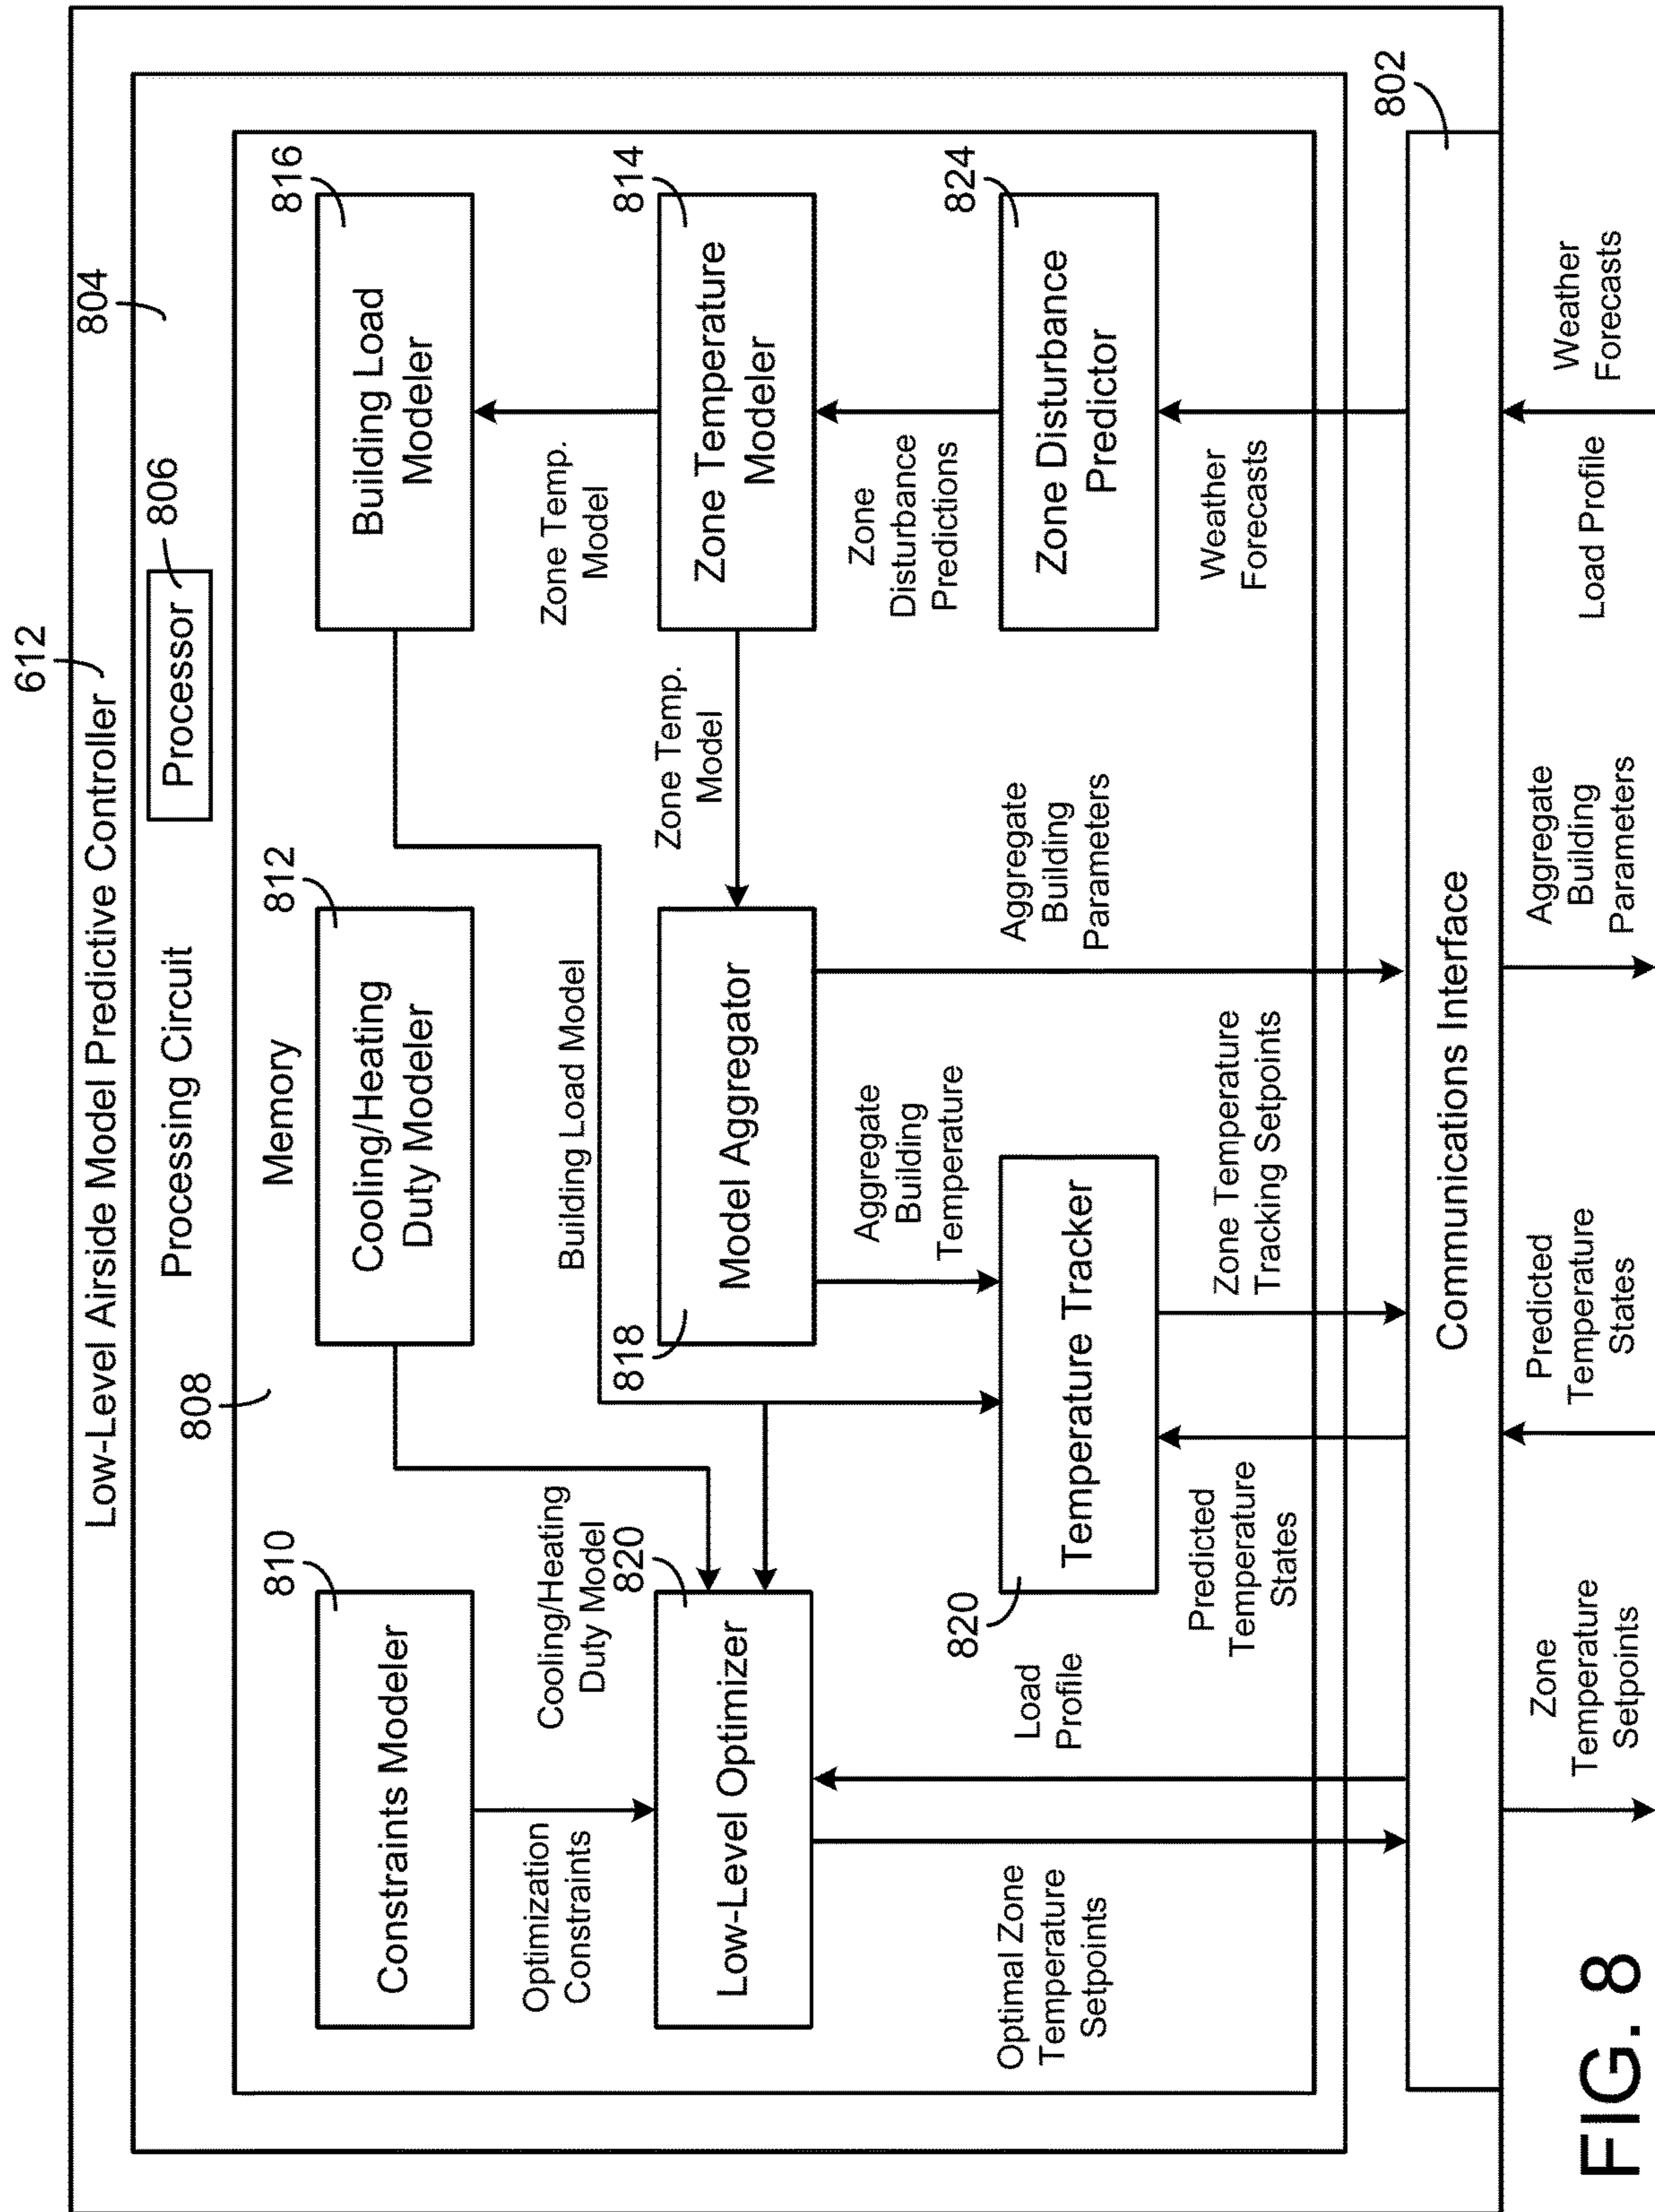 612
Low-Level Airside Model Predictive Controller
804
Processing Circuit
Processor
806
808
Memory
810
Constraints Modeler
812
Cooling/Heating
Duty Modeler
816
Building Load
Modeler
Optimization
Constraints
Cooling/Heating
Duty Model
Building Load Model
Zone Temp.
Model
820
Low-Level Optimizer
818
Model Aggregator
Zone Temp.
Model
814
Zone Temperature
Modeler
Optimal Zone
Temperature
Setpoints
Load
Profile
Aggregate
Building
Temperature
Aggregate
Building
Parameters
Zone
Disturbance
Predictions
820
Temperature Tracker
824
Zone Disturbance
Predictor
Predicted
Temperature
States
Zone Temperature
Tracking Setpoints
Weather
Forecasts
802
Communications Interface
Zone
Temperature
Setpoints
Predicted
Temperature
States
Aggregate
Building
Parameters
Load Profile
Weather
Forecasts
FIG. 8